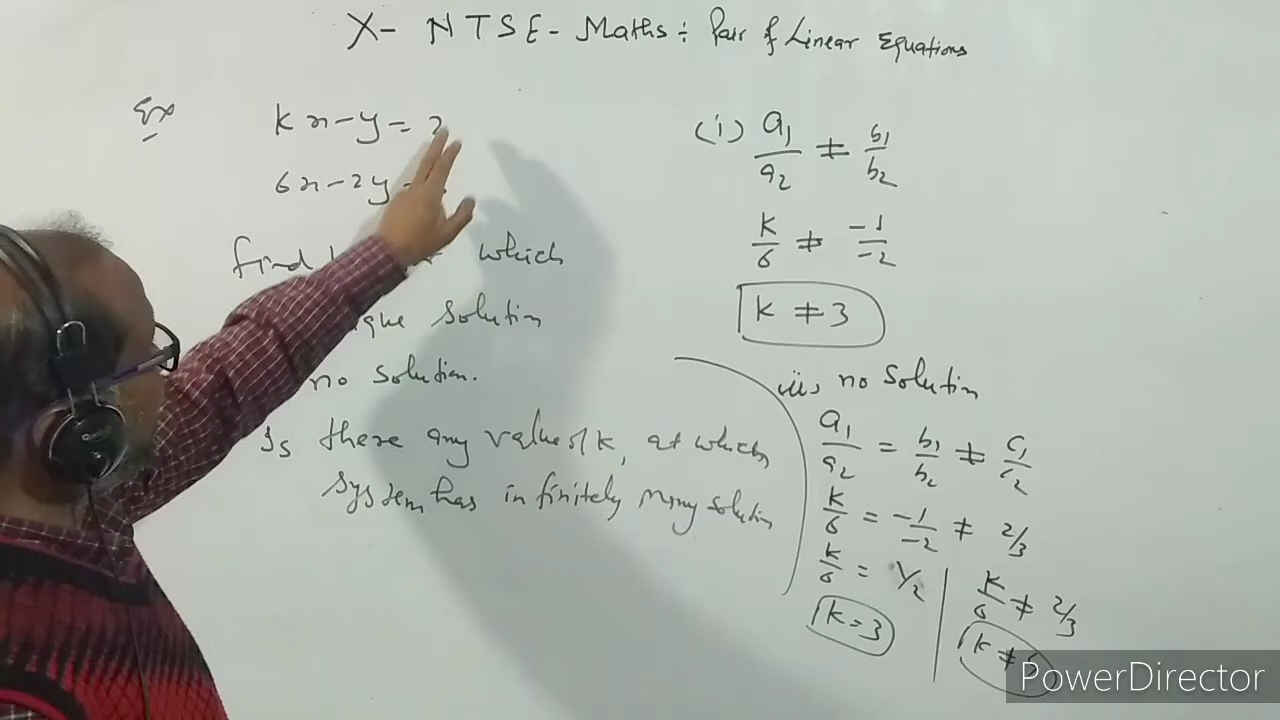 X- NTSE - Maths ÷ Pair of Linear Equations
Ex
kx - y = 2
6x - 2y =
find which
solution
no solution.
Is there any value of k, at which
system has infinitely many solution
(i) a₁/a₂ ≠ b₁/b₂
k/6 ≠ -1/-2
k ≠ 3
no Solutin
a₁/a₂ = b₁/b₂ ≠ c₁/c₂
k/6 = -1/-2 ≠ 2/3
k/6 = 1/2
k = 3
k/6 ≠ 2/3
k ≠
PowerDirector